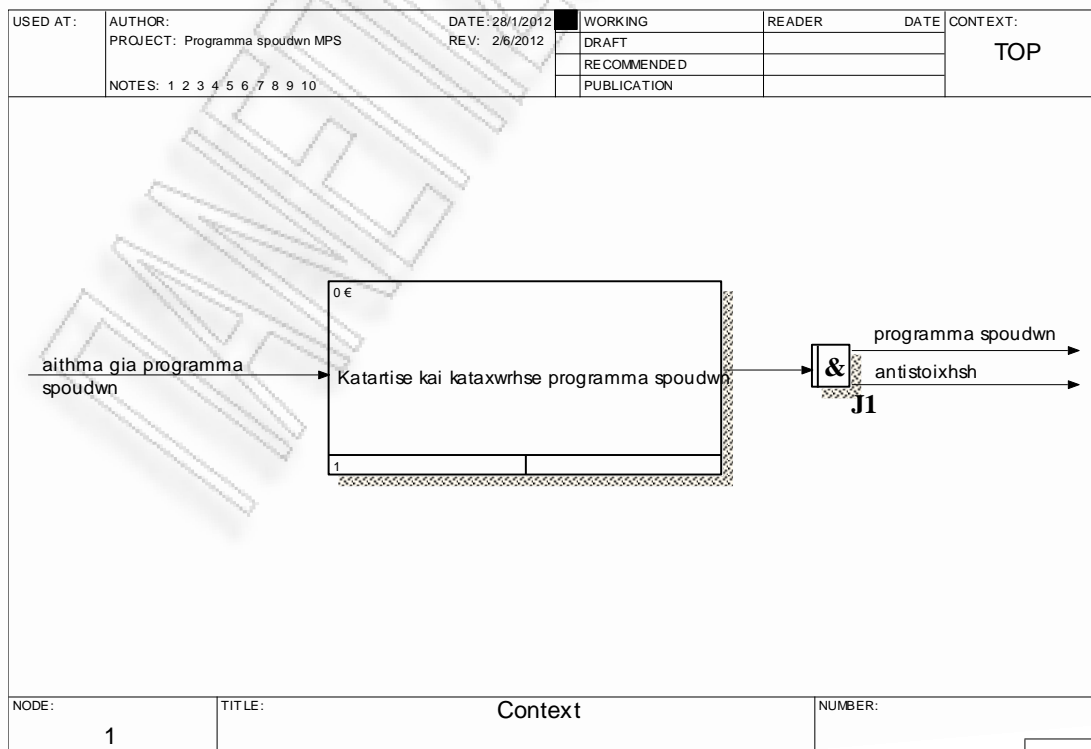 USED AT:
AUTHOR:
DATE: 28/1/2012
WORKING
READER
DATE
CONTEXT:
PROJECT: Programma spoudwn MPS
REV: 2/6/2012
DRAFT
TOP
RECOMMENDED
NOTES: 1 2 3 4 5 6 7 8 9 10
PUBLICATION
0 €
programma spoudwn
aithma gia programma
spoudwn
Katartise kai kataxwrhse programma spoudwn
&
antistoixhsh
J1
1
NODE:
TITLE:
Context
NUMBER:
1